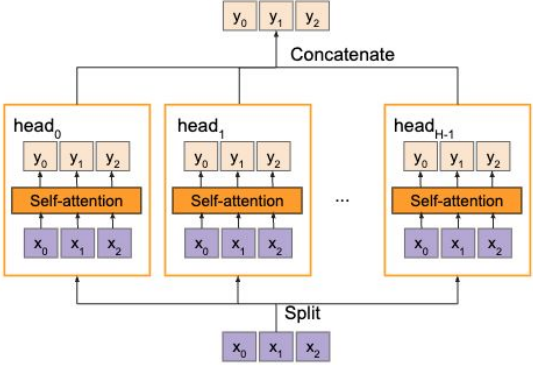 y₀ y₁ y₂
Concatenate
head₀ head₁ head_H-1
y₀ y₁ y₂ y₀ y₁ y₂ y₀ y₁ y₂
Self-attention Self-attention ... Self-attention
x₀ x₁ x₂ x₀ x₁ x₂ x₀ x₁ x₂
Split
x₀ x₁ x₂